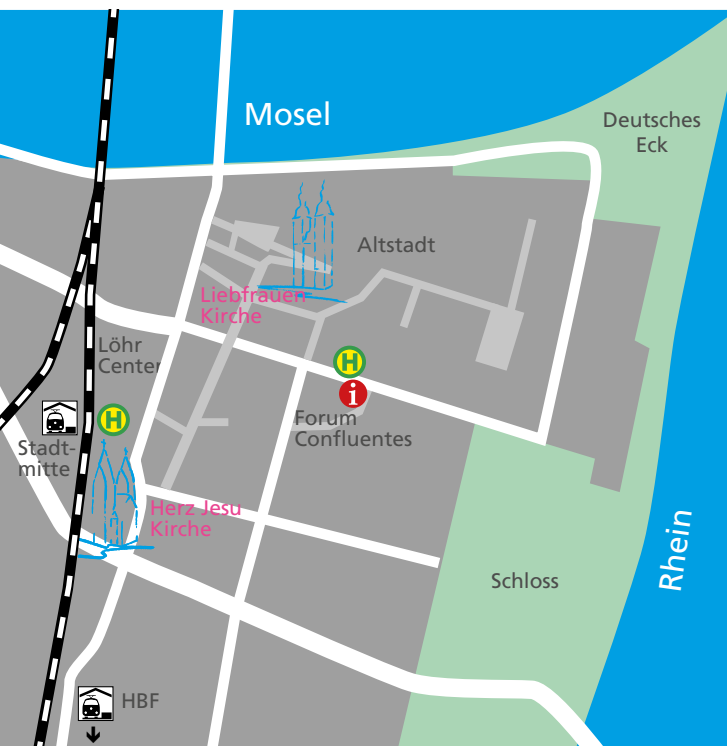 Mosel
Deutsches
Eck
Altstadt
Liebfrauen
Kirche
Löhr
Center
H
i
H
Forum
Confluentes
Stadt-
mitte
Herz Jesu
Kirche
Rhein
Schloss
HBF